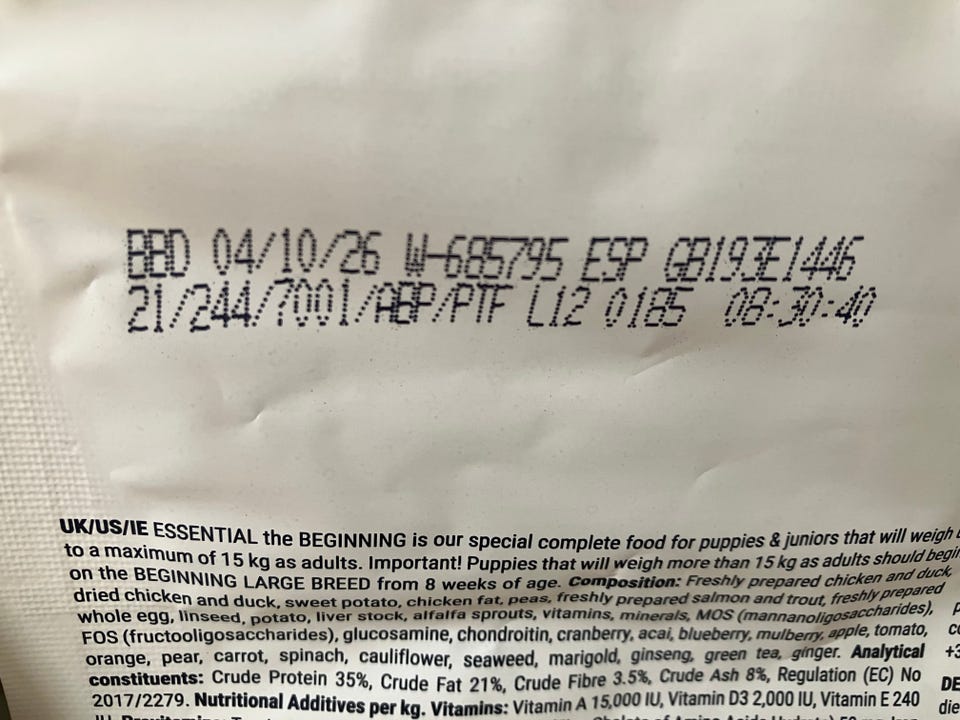 BBD 04/10/26 W-685795 ESP GB193E1446
21/244/7001/ABP/PTF L12 0185 08:30:40
UK/US/IE ESSENTIAL the BEGINNING is our special complete food for puppies & juniors that will weigh
to a maximum of 15 kg as adults. Important! Puppies that will weigh more than 15 kg as adults should begin
on the BEGINNING LARGE BREED from 8 weeks of age. Composition: Freshly prepared chicken and duck,
dried chicken and duck, sweet potato, chicken fat, peas, freshly prepared salmon and trout, freshly prepared
whole egg, linseed, potato, liver stock, alfalfa sprouts, vitamins, minerals, MOS (mannanoligosaccharides),
FOS (fructooligosaccharides), glucosamine, chondroitin, cranberry, acai, blueberry, mulberry, apple, tomato,
orange, pear, carrot, spinach, cauliflower, seaweed, marigold, ginseng, green tea, ginger. Analytical
constituents: Crude Protein 35%, Crude Fat 21%, Crude Fibre 3.5%, Crude Ash 8%, Regulation (EC) No
2017/2279. Nutritional Additives per kg. Vitamins: Vitamin A 15,000 IU, Vitamin D3 2,000 IU, Vitamin E 240